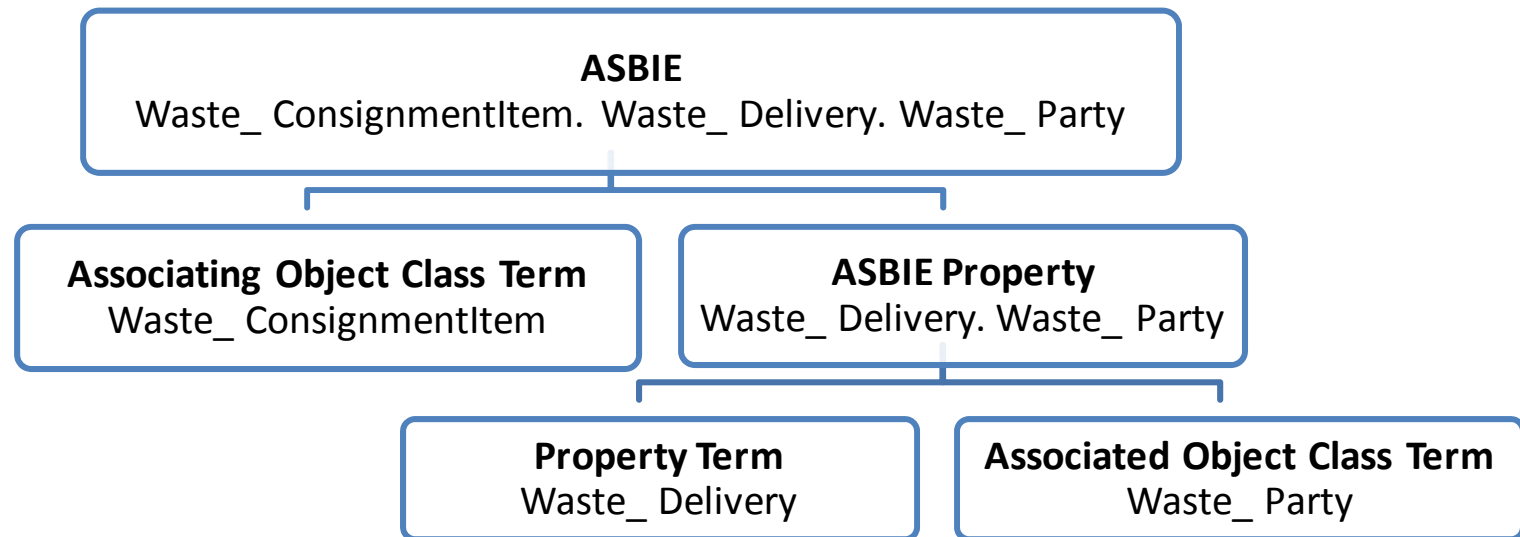 ASBIE
Waste_ ConsignmentItem. Waste_ Delivery. Waste_ Party
Associating Object Class Term
Waste_ ConsignmentItem
ASBIE Property
Waste_ Delivery. Waste_ Party
Property Term
Waste_ Delivery
Associated Object Class Term
Waste_ Party